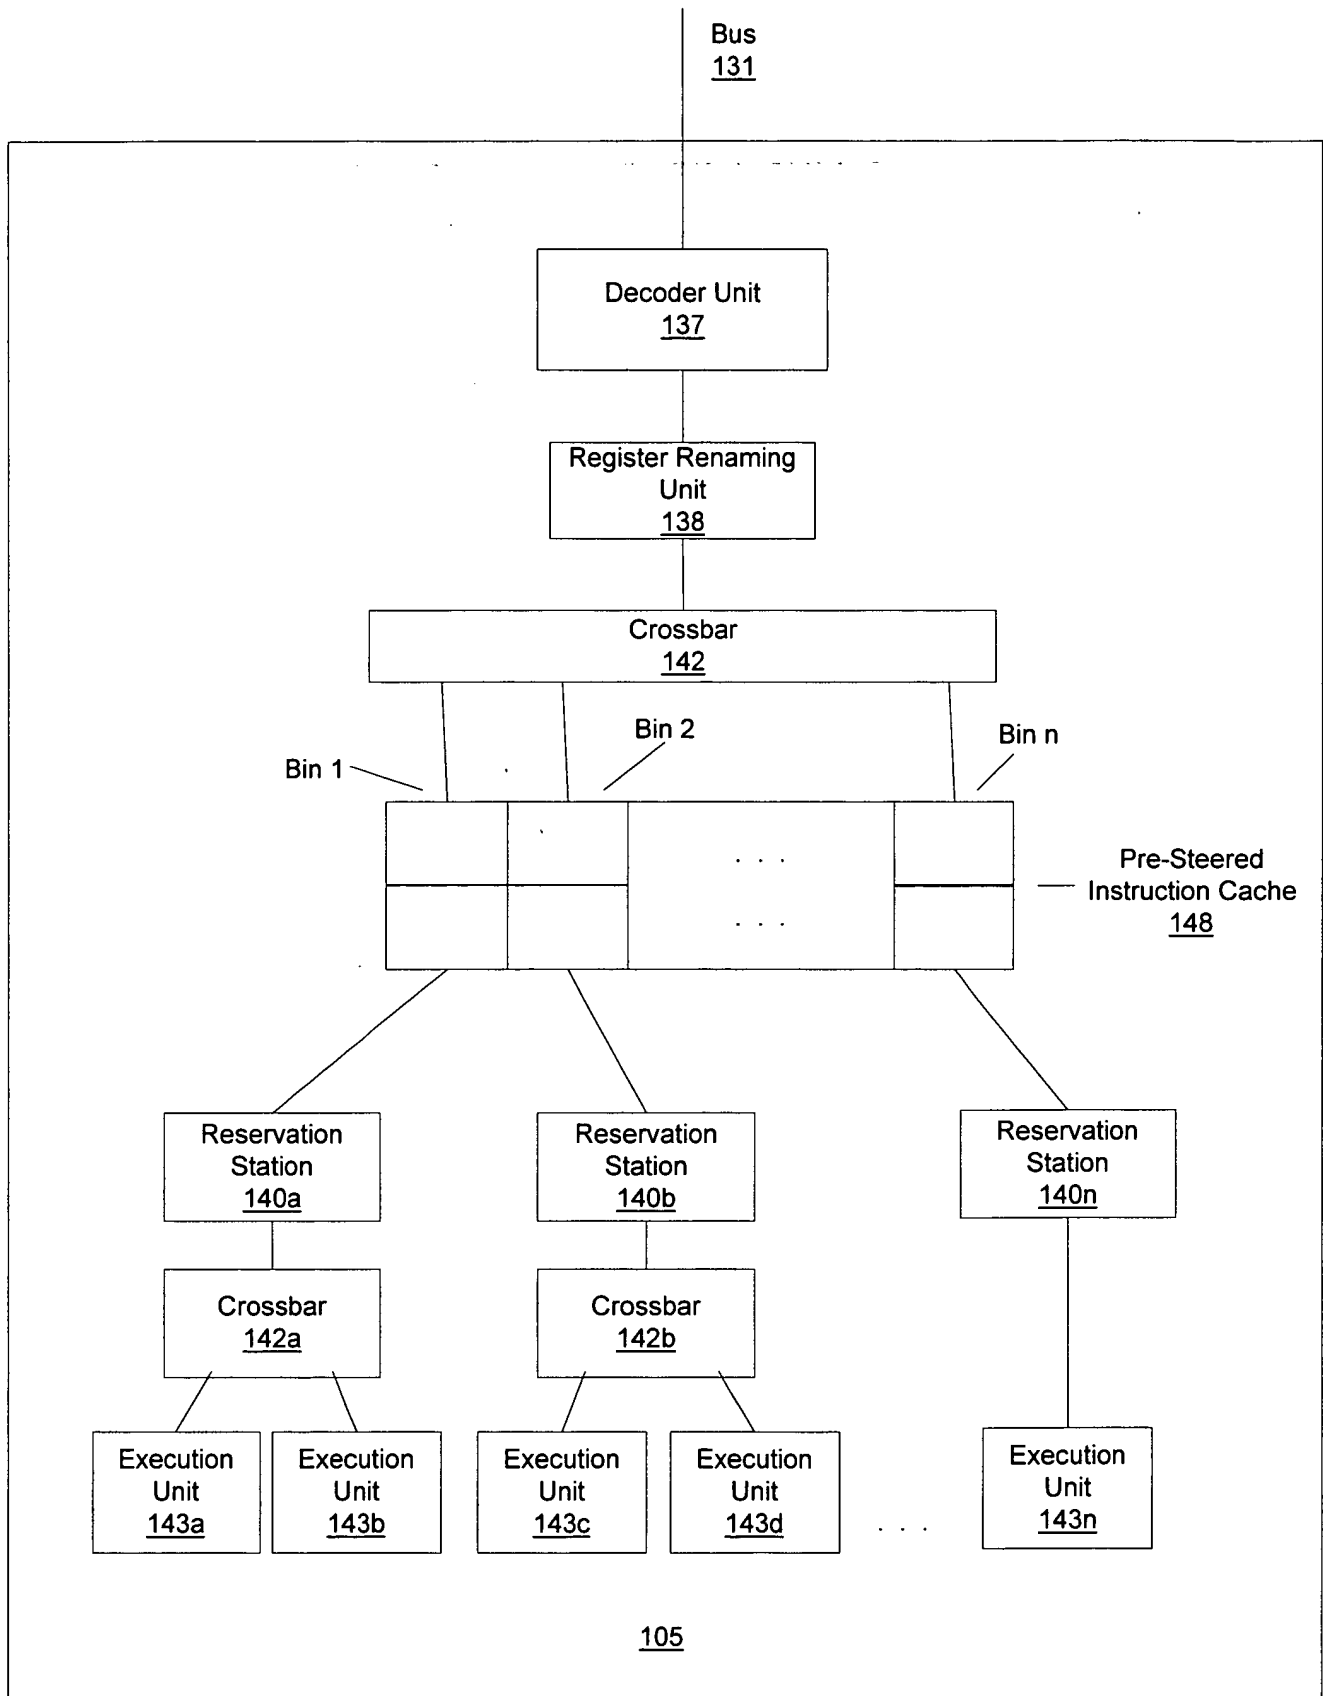 Bus
131
Decoder Unit
137
Register Renaming
Unit
138
Crossbar
142
Bin 1
Bin 2
Bin n
. . .
Pre-Steered
Instruction Cache
148
. . .
Reservation
Station
140a
Reservation
Station
140b
Reservation
Station
140n
Crossbar
142a
Crossbar
142b
Execution
Unit
143a
Execution
Unit
143b
Execution
Unit
143c
Execution
Unit
143d
. . .
Execution
Unit
143n
105